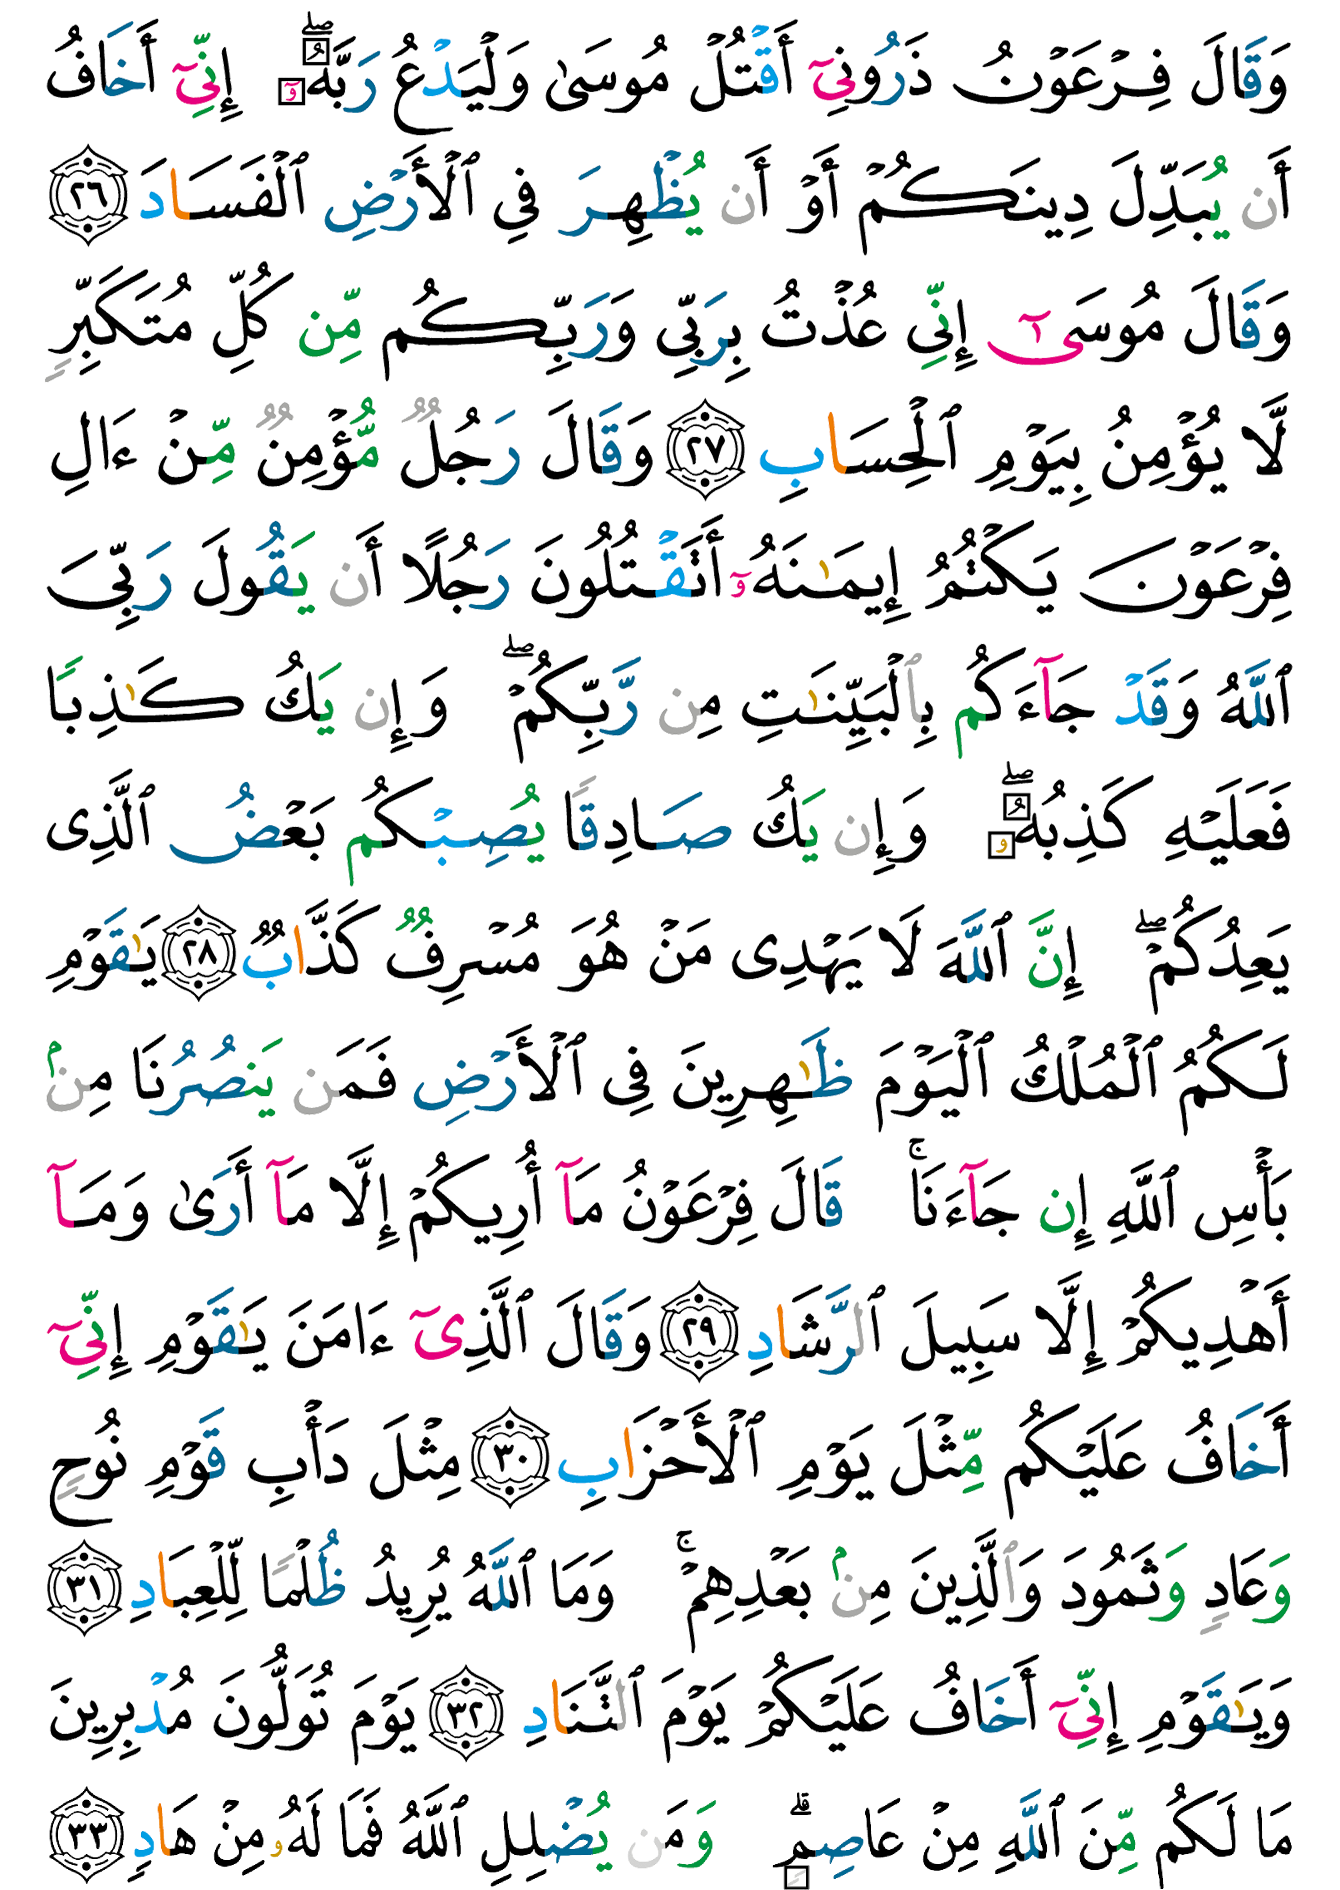 وَقَالَ فِرْعَوْنُ ذَرُونِىٓ أَقْتُلْ مُوسَىٰ وَلْيَدْعُ رَبَّهُۥٓ ۖ إِنِّىٓ أَخَافُ
أَن يُبَدِّلَ دِينَكُمْ أَوْ أَن يُظْهِرَ فِى ٱلْأَرْضِ ٱلْفَسَادَ ٢٦
وَقَالَ مُوسَىٰٓ إِنِّى عُذْتُ بِرَبِّى وَرَبِّكُم مِّن كُلِّ مُتَكَبِّرٍ
لَّا يُؤْمِنُ بِيَوْمِ ٱلْحِسَابِ ٢٧ وَقَالَ رَجُلٌ مُّؤْمِنٌ مِّنْ ءَالِ
فِرْعَوْنَ يَكْتُمُ إِيمَـٰنَهُۥٓ أَتَقْتُلُونَ رَجُلًا أَن يَقُولَ رَبِّىَ
ٱللَّهُ وَقَدْ جَآءَكُم بِٱلْبَيِّنَـٰتِ مِن رَّبِّكُمْ ۖ وَإِن يَكُ كَـٰذِبًا
فَعَلَيْهِ كَذِبُهُۥ ۖ وَإِن يَكُ صَادِقًا يُصِبْكُم بَعْضُ ٱلَّذِى
يَعِدُكُمْ ۖ إِنَّ ٱللَّهَ لَا يَهْدِى مَنْ هُوَ مُسْرِفٌ كَذَّابٌ ٢٨ يَـٰقَوْمِ
لَكُمُ ٱلْمُلْكُ ٱلْيَوْمَ ظَـٰهِرِينَ فِى ٱلْأَرْضِ فَمَن يَنصُرُنَا مِنۢ
بَأْسِ ٱللَّهِ إِن جَآءَنَا ۚ قَالَ فِرْعَوْنُ مَآ أُرِيكُمْ إِلَّا مَآ أَرَىٰ وَمَآ
أَهْدِيكُمْ إِلَّا سَبِيلَ ٱلرَّشَادِ ٢٩ وَقَالَ ٱلَّذِىٓ ءَامَنَ يَـٰقَوْمِ إِنِّىٓ
أَخَافُ عَلَيْكُم مِّثْلَ يَوْمِ ٱلْأَحْزَابِ ٣٠ مِثْلَ دَأْبِ قَوْمِ نُوحٍ
وَعَادٍ وَثَمُودَ وَٱلَّذِينَ مِنۢ بَعْدِهِمْ ۚ وَمَا ٱللَّهُ يُرِيدُ ظُلْمًا لِّلْعِبَادِ ٣١
وَيَـٰقَوْمِ إِنِّىٓ أَخَافُ عَلَيْكُمْ يَوْمَ ٱلتَّنَادِ ٣٢ يَوْمَ تُوَلُّونَ مُدْبِرِينَ
مَا لَكُم مِّنَ ٱللَّهِ مِنْ عَاصِمٍ ۗ وَمَن يُضْلِلِ ٱللَّهُ فَمَا لَهُۥ مِنْ هَادٍ ٣٣